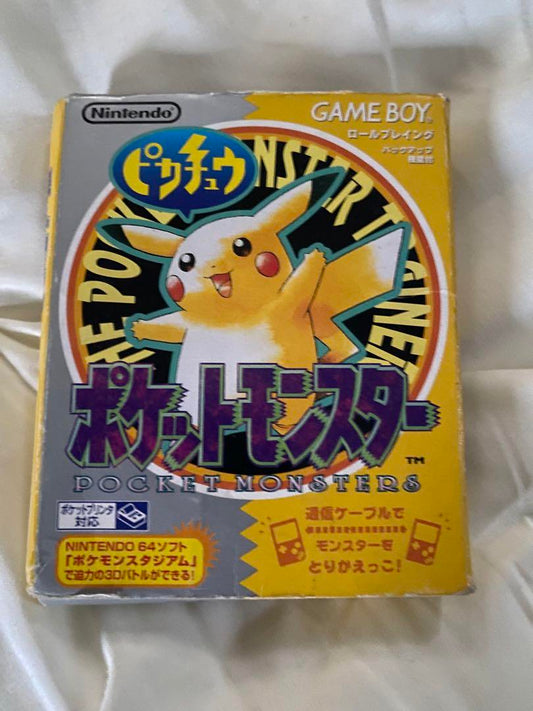 Nintendo
GAME BOY
TM
ロールプレイング
バックアップ
機能付
ピカチュウ
THE POCKET MONSTER TRAINER
ポケットモンスター
TM
POCKET MONSTERS
ポケットプリンタ
対応
通信ケーブルで
モンスターを
とりかえっこ!
NINTENDO 64ソフト
「ポケモンスタジアム」
で迫力の3Dバトルができる!